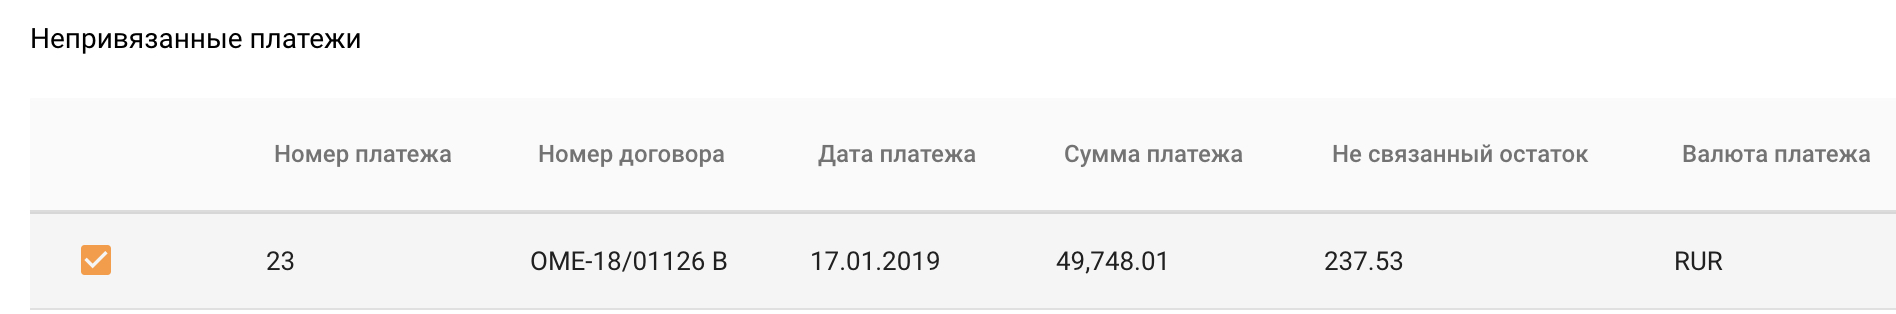 Непривязанные платежи
Номер платежа Номер договора Дата платежа Сумма платежа Не связанный остаток Валюта платежа
23 OME-18/01126 B 17.01.2019 49,748.01 237.53 RUR